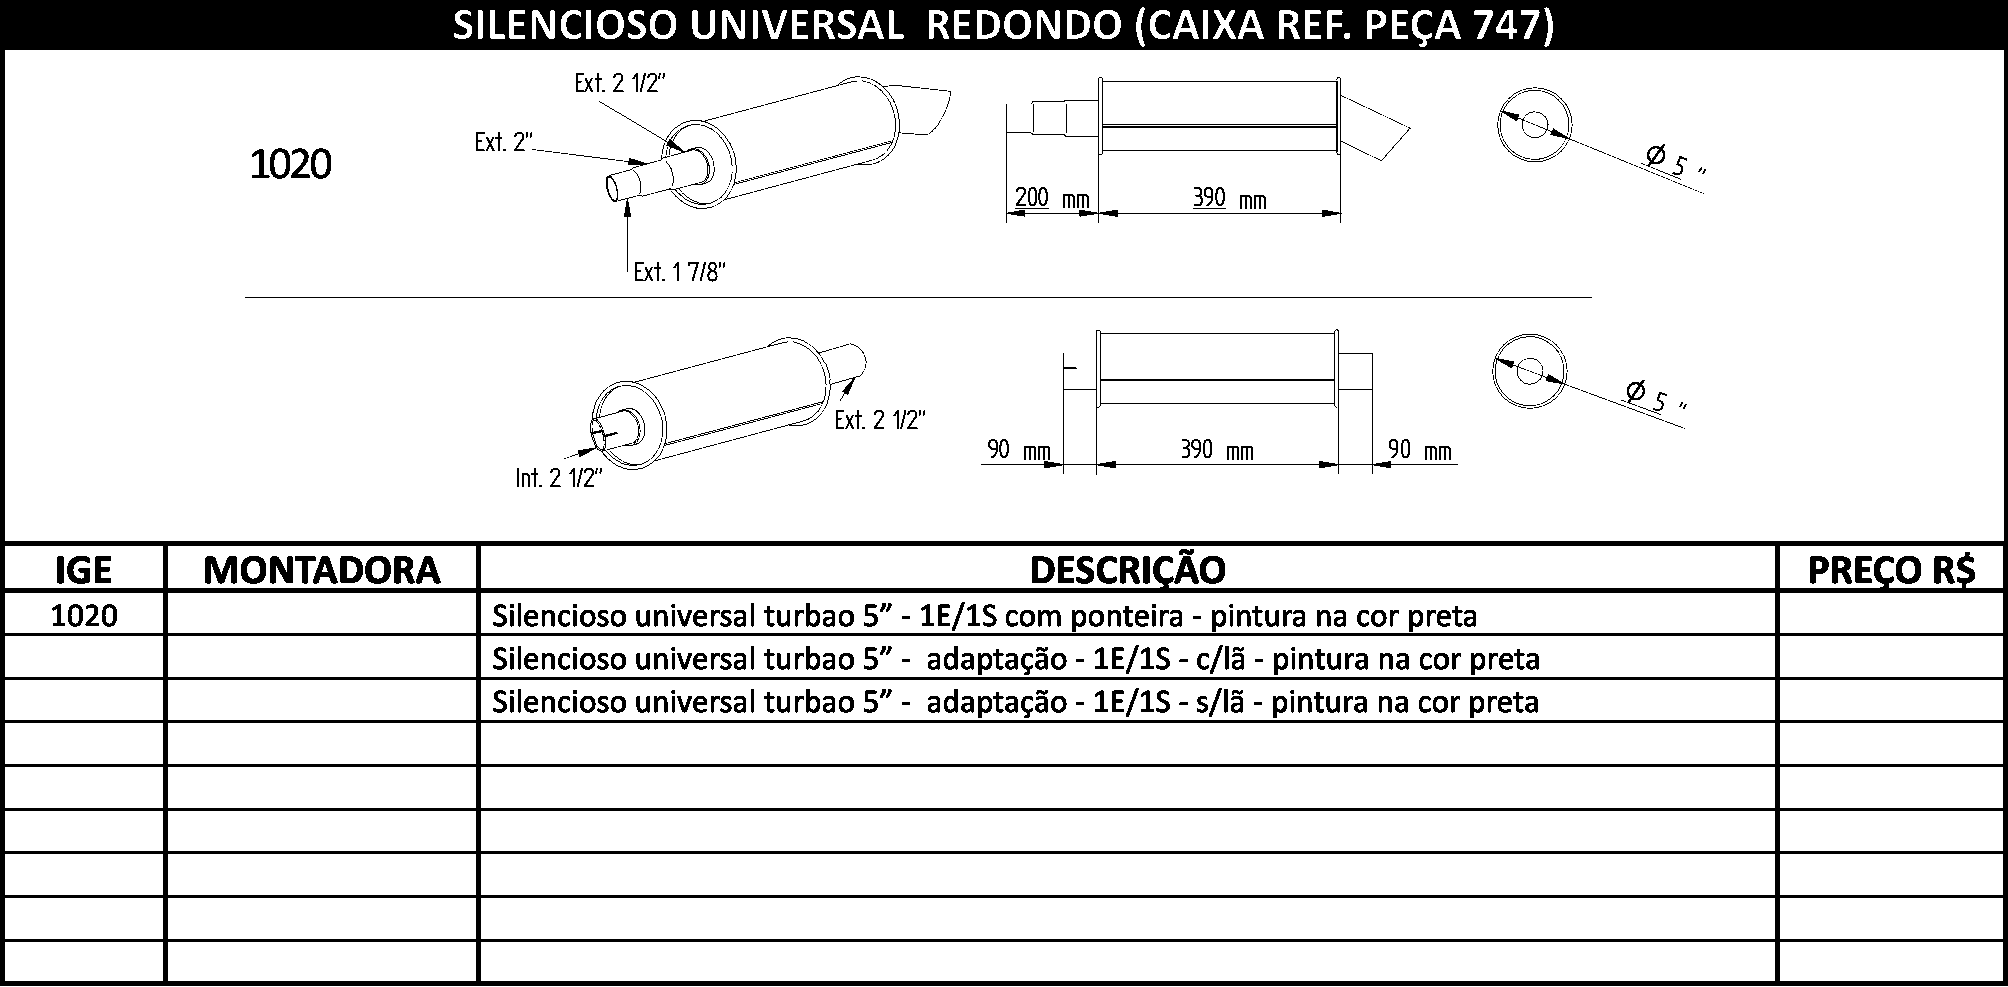 SILENCIOSO UNIVERSAL  REDONDO (CAIXA REF. PEÇA 747)
Ext. 2 1/2"
Ext. 2"
1020
Ext. 1 7/8"
200 mm
390 mm
Ø 5 "
Int. 2 1/2"
Ext. 2 1/2"
90 mm
390 mm
90 mm
Ø 5 "
IGE MONTADORA DESCRIÇÃO PREÇO R$
1020 Silencioso universal turbao 5” - 1E/1S com ponteira - pintura na cor preta
Silencioso universal turbao 5” -  adaptação - 1E/1S - c/lã - pintura na cor preta
Silencioso universal turbao 5” -  adaptação - 1E/1S - s/lã - pintura na cor preta